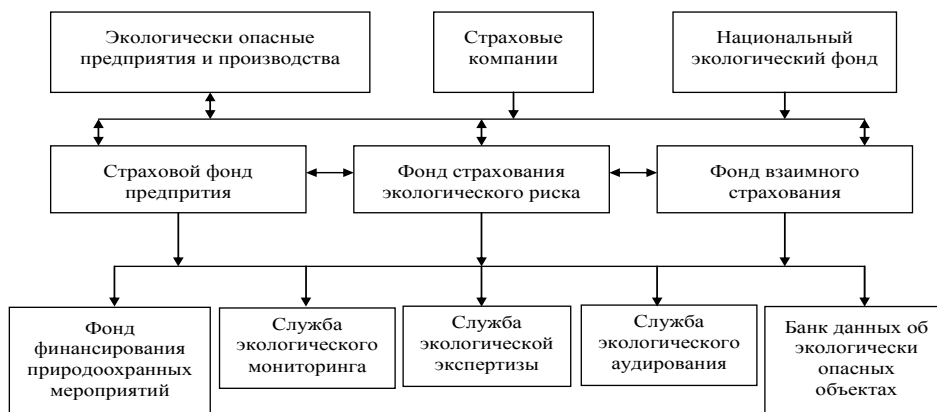 Экологически опасные
предприятия и производства
Страховые
компании
Национальный
экологический фонд
Страховой фонд
предпрития
Фонд страхования
экологического риска
Фонд взаимного
страхования
Фонд
финансирования
природоохранных
мероприятий
Служба
экологического
мониторинга
Служба
экологической
экспертизы
Служба
экологического
аудирования
Банк данных об
экологически
опасных
объектах